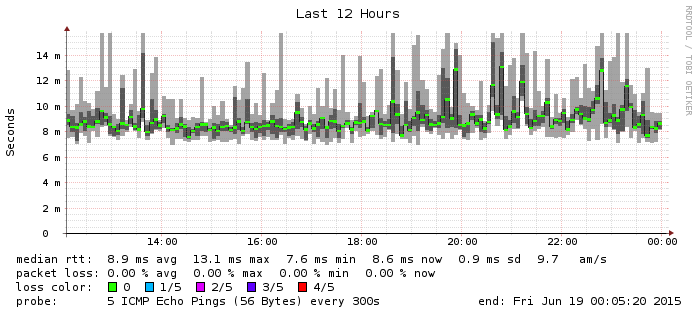 Last 12 Hours
RRDTOOL / TOBI OETIKER
Seconds
14 m
12 m
10 m
8 m
6 m
4 m
2 m
0
14:00 16:00 18:00 20:00 22:00 00:00
median rtt: 8.9 ms avg 13.1 ms max 7.6 ms min 8.6 ms now 0.9 ms sd 9.7 am/s
packet loss: 0.00 % avg 0.00 % max 0.00 % min 0.00 % now
loss color: 0 1/5 2/5 3/5 4/5
probe: 5 ICMP Echo Pings (56 Bytes) every 300s end: Fri Jun 19 00:05:20 2015